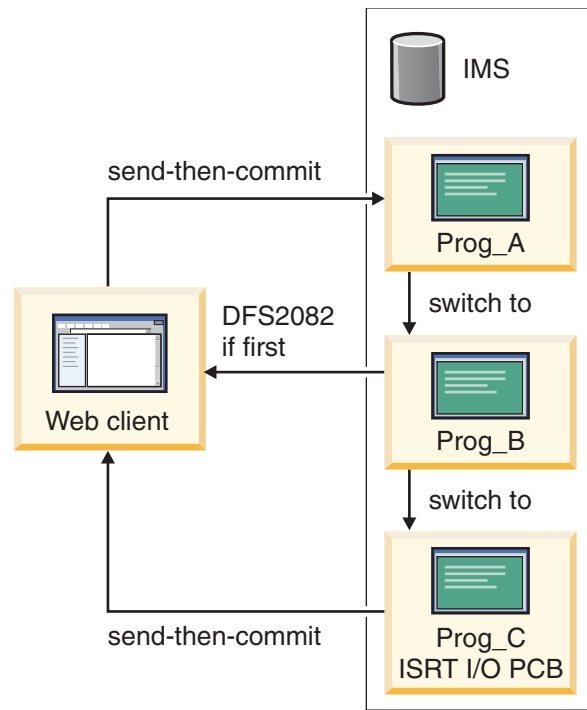 IMS
send-then-commit
Prog_A
switch to
DFS2082
if first
Web client
Prog_B
switch to
send-then-commit
Prog_C
ISRT I/O PCB